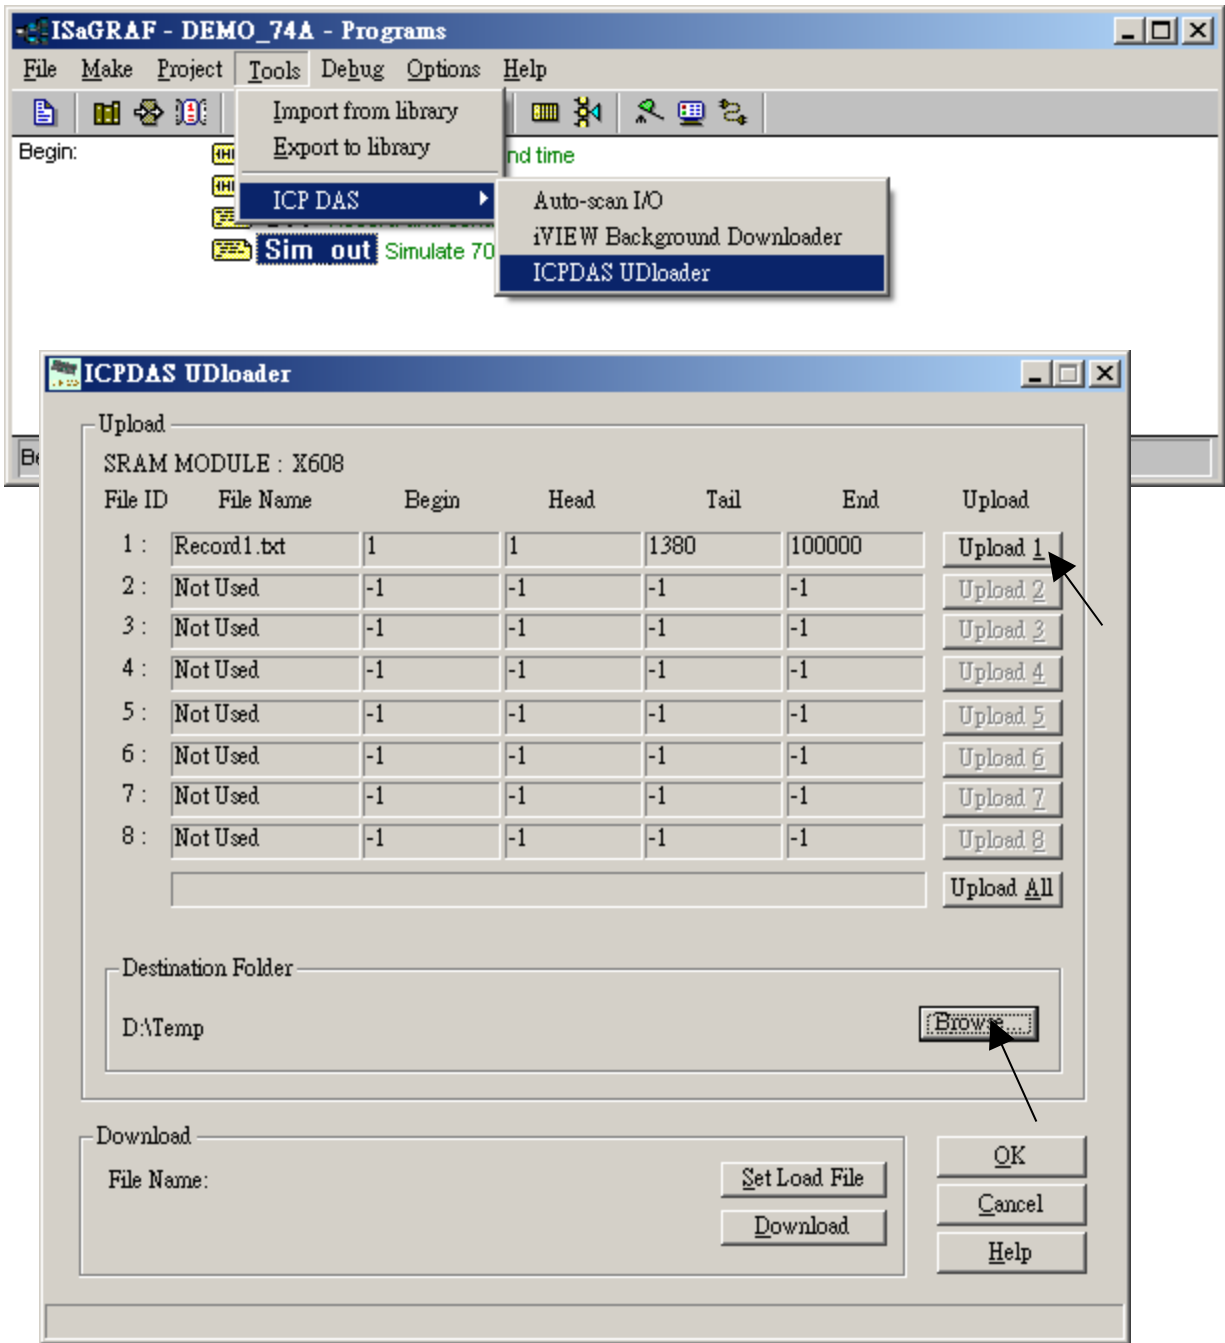 ISaGRAF - DEMO_74A - Programs
File Make Project Tools Debug Options Help
Import from library
Export to library
ICP DAS
Auto-scan I/O
iVIEW Background Downloader
ICPDAS UDloader
Begin:
nd time
Sim_out Simulate 70
ICPDAS UDloader
Upload
SRAM MODULE : X608
File ID File Name Begin Head Tail End Upload
1 : Record1.txt 1 1 1380 100000 Upload 1
2 : Not Used -1 -1 -1 -1 Upload 2
3 : Not Used -1 -1 -1 -1 Upload 3
4 : Not Used -1 -1 -1 -1 Upload 4
5 : Not Used -1 -1 -1 -1 Upload 5
6 : Not Used -1 -1 -1 -1 Upload 6
7 : Not Used -1 -1 -1 -1 Upload 7
8 : Not Used -1 -1 -1 -1 Upload 8
Upload All
Destination Folder
D:\Temp
Browse...
Download
File Name:
Set Load File
Download
OK
Cancel
Help